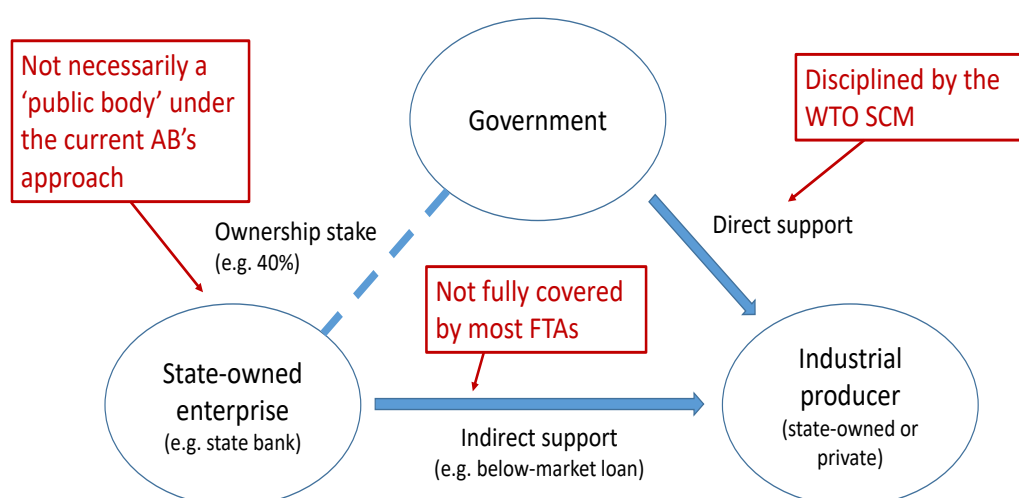 Not necessarily a
‘public body’ under
the current AB’s
approach
Government
Disciplined by the
WTO SCM
Ownership stake
(e.g. 40%)
Direct support
Not fully covered
by most FTAs
State-owned
enterprise
(e.g. state bank)
Indirect support
(e.g. below-market loan)
Industrial
producer
(state-owned or
private)